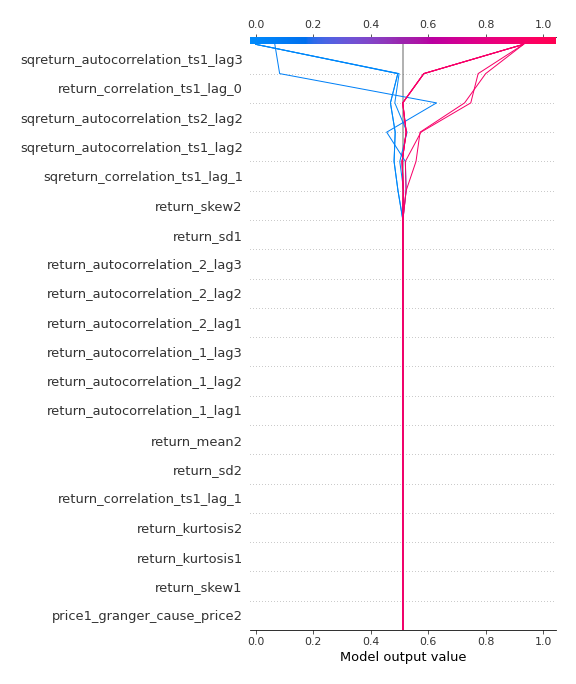 0.0 0.2 0.4 0.6 0.8 1.0
sqreturn_autocorrelation_ts1_lag3
return_correlation_ts1_lag_0
sqreturn_autocorrelation_ts2_lag2
sqreturn_autocorrelation_ts1_lag2
sqreturn_correlation_ts1_lag_1
return_skew2
return_sd1
return_autocorrelation_2_lag3
return_autocorrelation_2_lag2
return_autocorrelation_2_lag1
return_autocorrelation_1_lag3
return_autocorrelation_1_lag2
return_autocorrelation_1_lag1
return_mean2
return_sd2
return_correlation_ts1_lag_1
return_kurtosis2
return_kurtosis1
return_skew1
price1_granger_cause_price2
0.0 0.2 0.4 0.6 0.8 1.0
Model output value